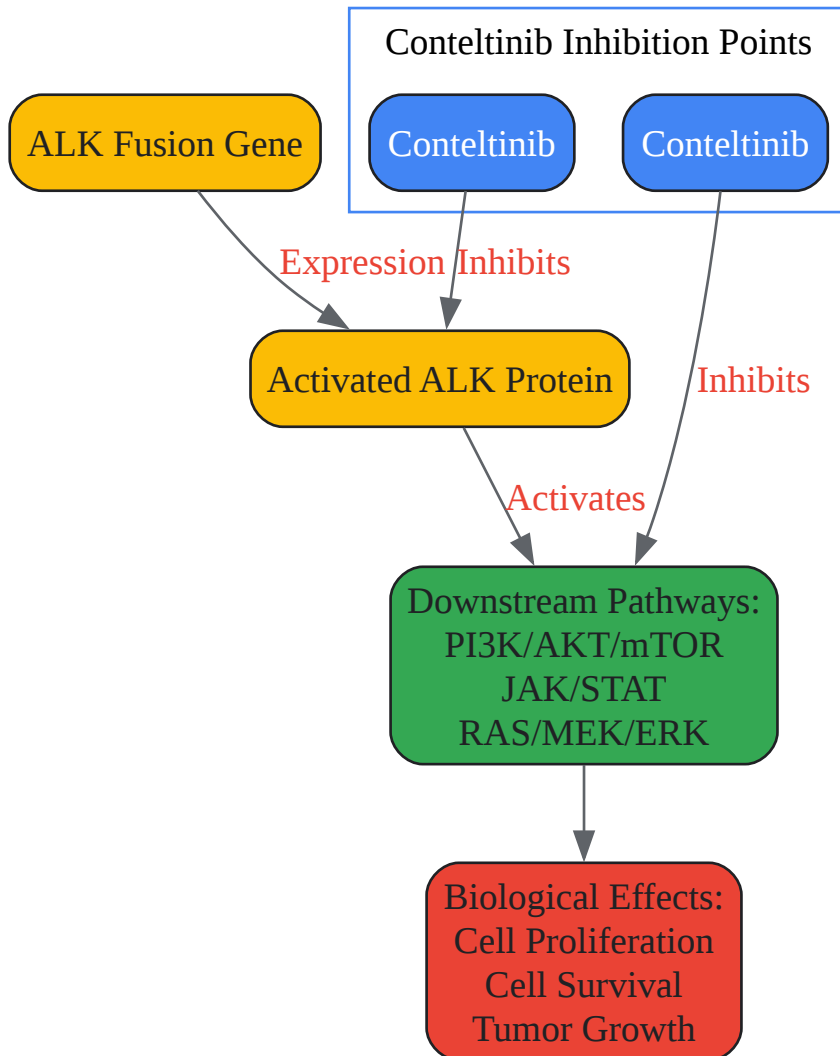 Conteltinib Inhibition Points
ALK Fusion Gene
Conteltinib
Conteltinib
Expression
Inhibits
Activated ALK Protein
Inhibits
Activates
Downstream Pathways:
PI3K/AKT/mTOR
JAK/STAT
RAS/MEK/ERK
Biological Effects:
Cell Proliferation
Cell Survival
Tumor Growth